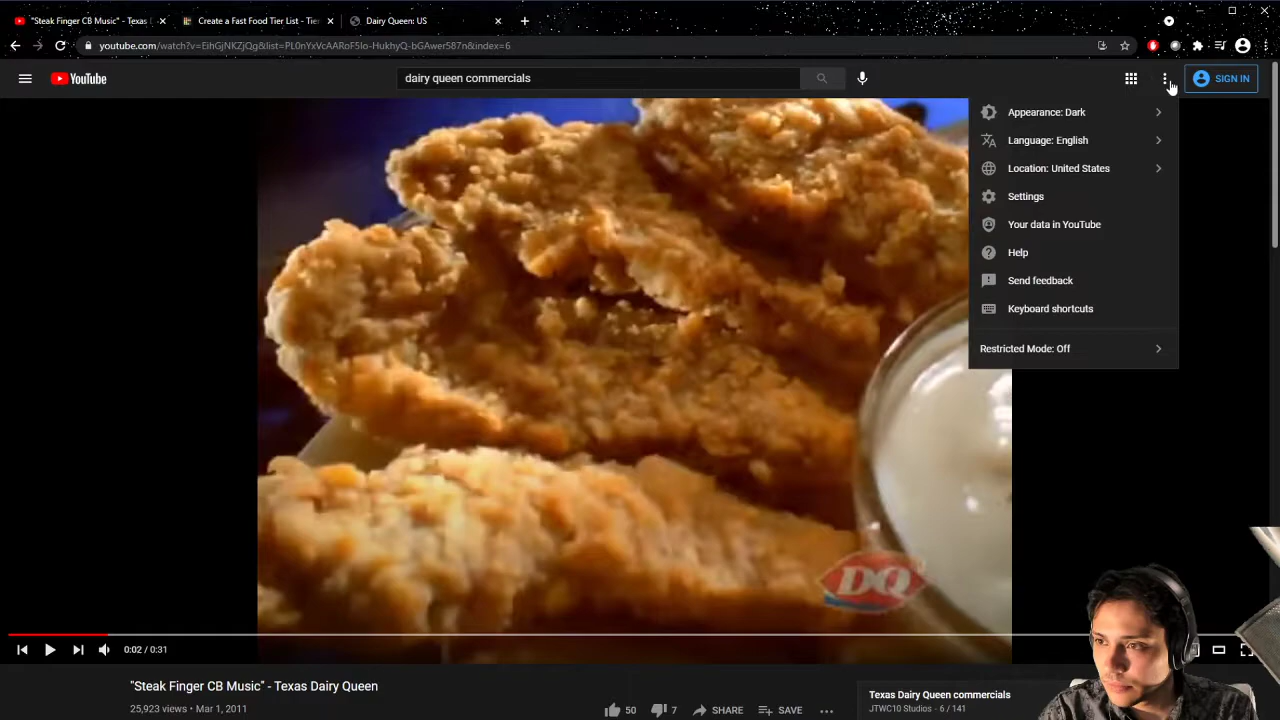 "Steak Finger CB Music" - Texas D
Create a Fast Food Tier List - Tier
Dairy Queen: US
youtube.com/watch?v=EihGjNKZjQg&list=PL0nYxVcAARoF5lo-HukhyQ-bGAwer587n&index=6
YouTube
dairy queen commercials
SIGN IN
Appearance: Dark
Language: English
Location: United States
Settings
Your data in YouTube
Help
Send feedback
Keyboard shortcuts
Restricted Mode: Off
DQ
0:02 / 0:31
"Steak Finger CB Music" - Texas Dairy Queen
25,923 views • Mar 1, 2011
50
7
SHARE
SAVE
Texas Dairy Queen commercials
JTWC10 Studios - 6 / 141